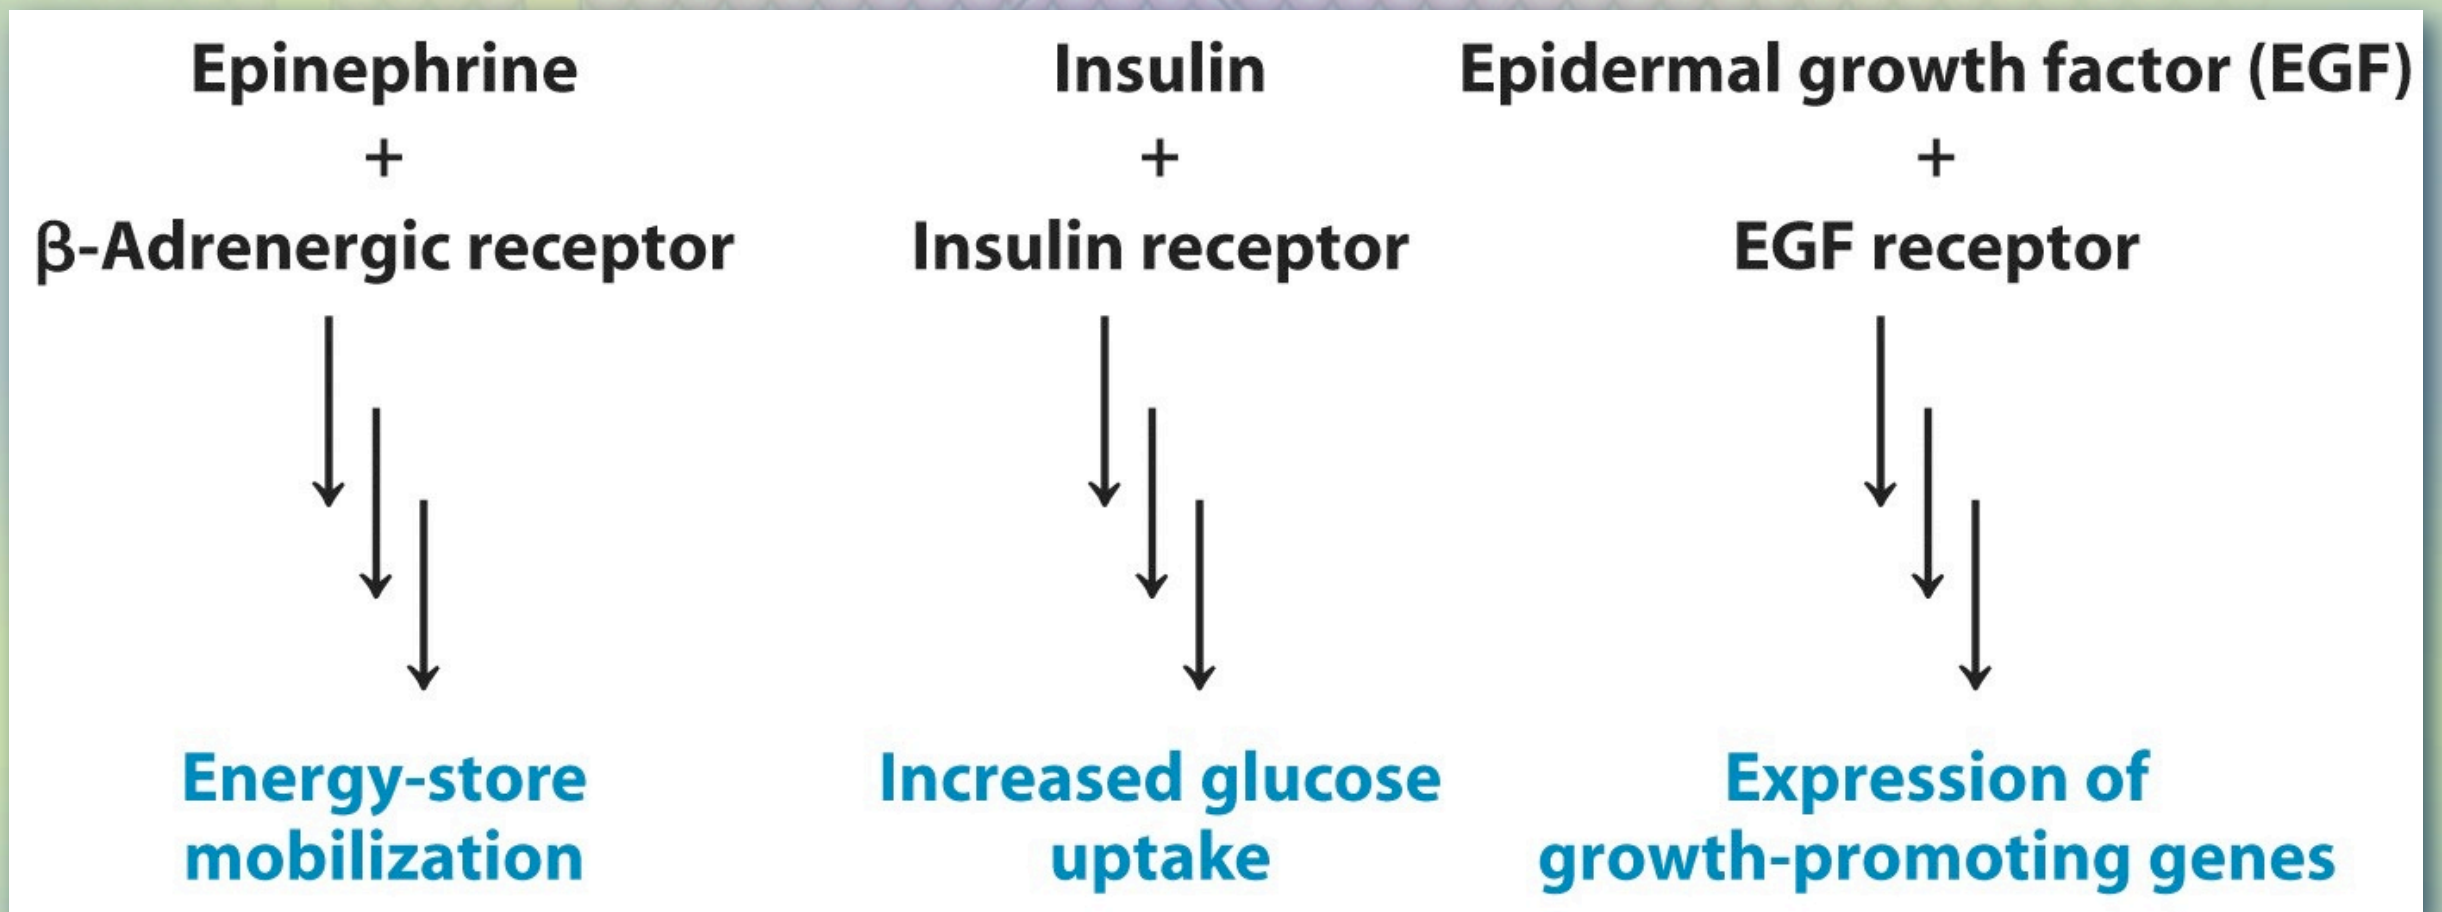 Epinephrine
+
β-Adrenergic receptor
Energy-store
mobilization
Insulin
+
Insulin receptor
Increased glucose
uptake
Epidermal growth factor (EGF)
+
EGF receptor
Expression of
growth-promoting genes